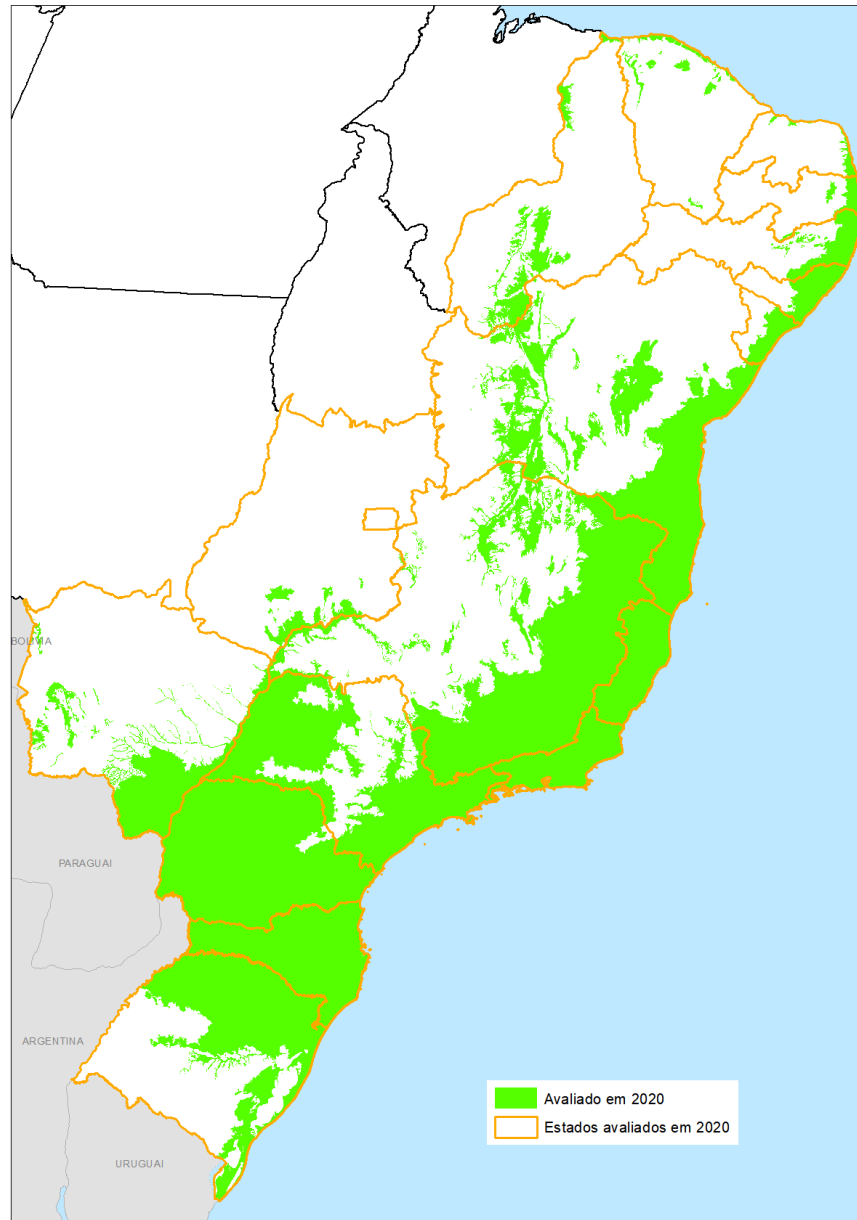 BOLIVIA
PARAGUAI
ARGENTINA
URUGUAI
Avaliado em 2020
Estados avaliados em 2020